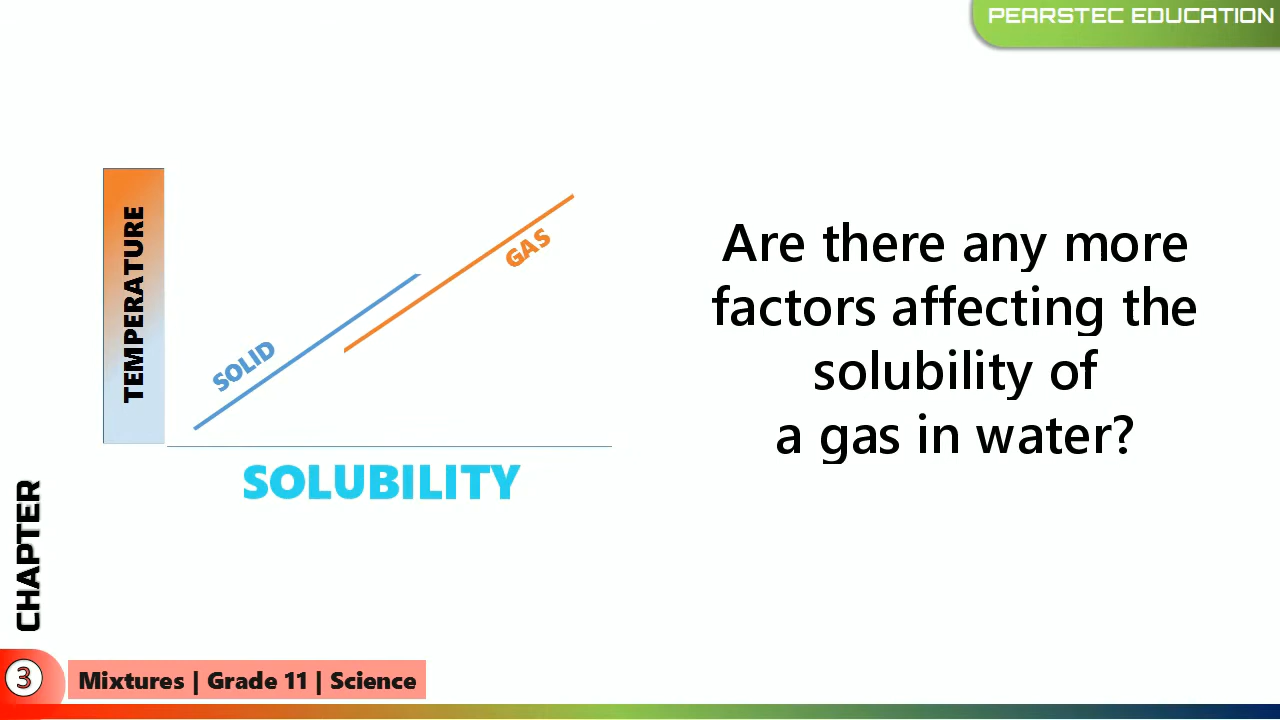 PEARSTEC EDUCATION
TEMPERATURE
SOLID
GAS
SOLUBILITY
Are there any more
factors affecting the
solubility of
a gas in water?
CHAPTER
3
Mixtures | Grade 11 | Science